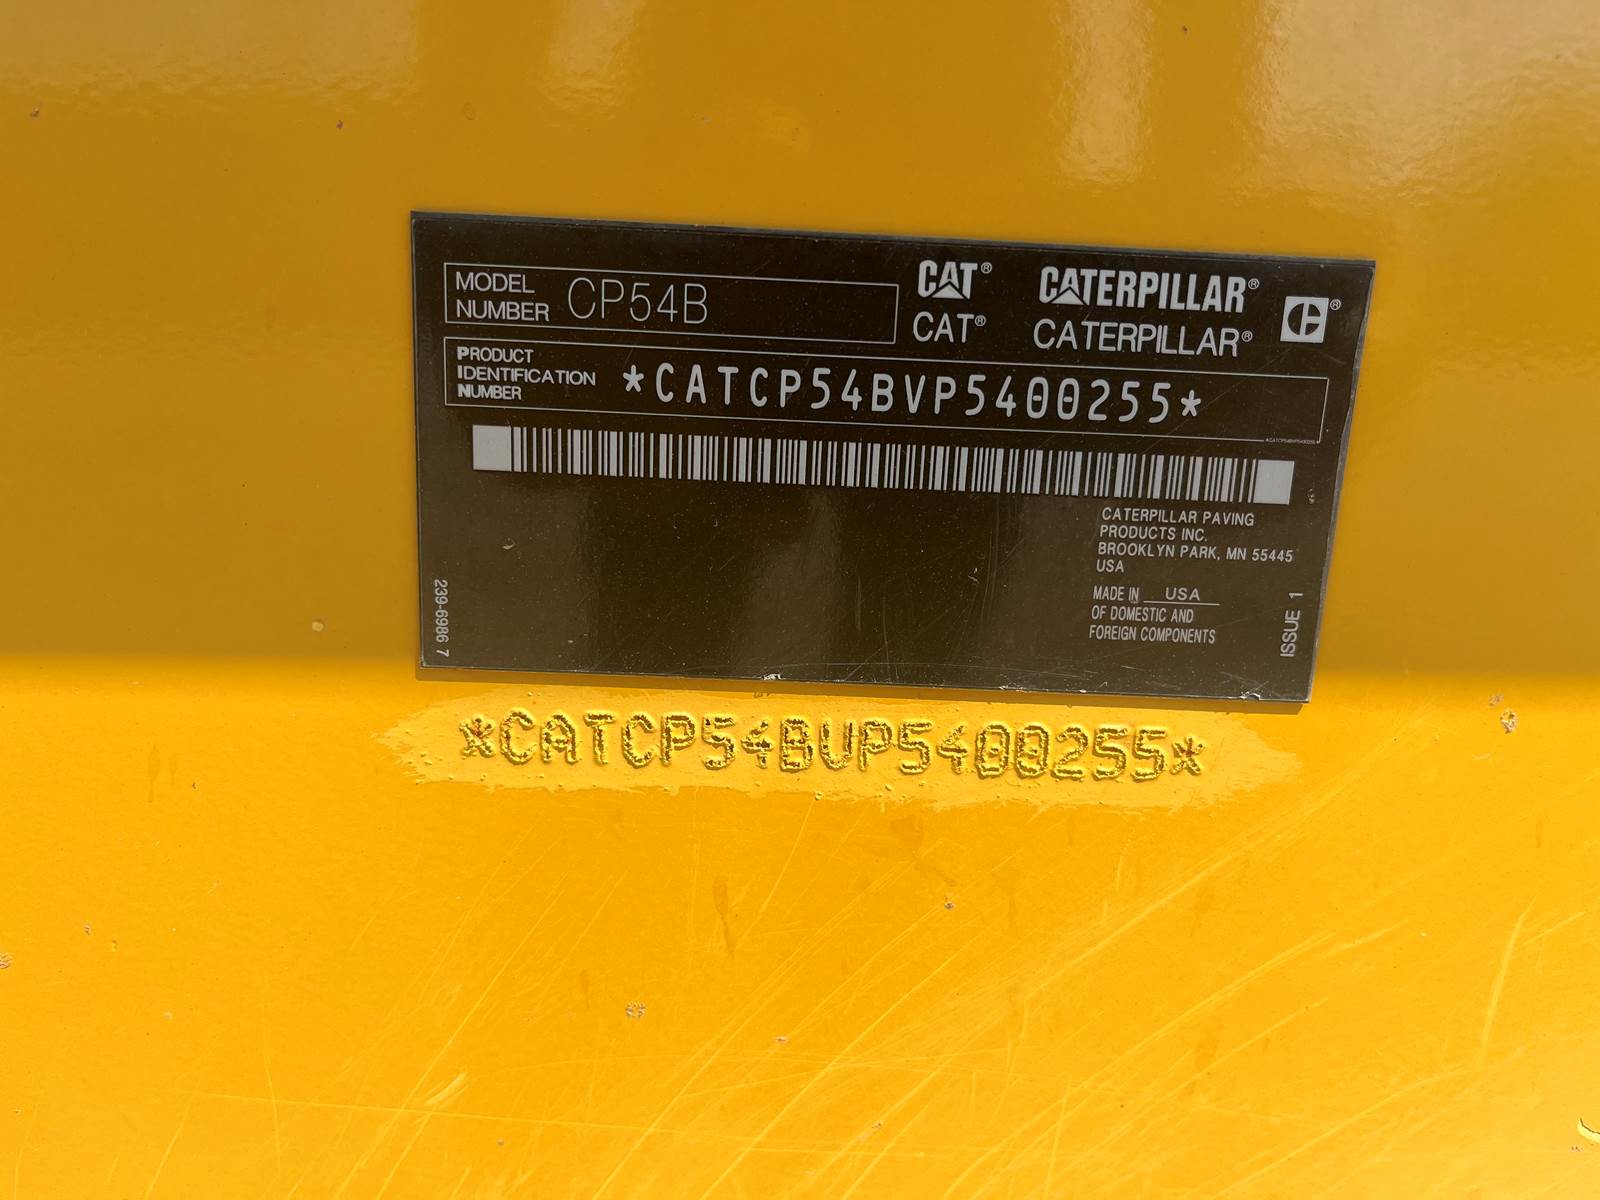 MODEL
NUMBER CP54B
CAT® CATERPILLAR® ®
CAT® CATERPILLAR®
PRODUCT
IDENTIFICATION
NUMBER
*CATCP54BVP5400255*
*CATCP54BVP5400255
CATERPILLAR PAVING
PRODUCTS INC.
BROOKLYN PARK, MN 55445
USA
MADE IN USA
OF DOMESTIC AND
FOREIGN COMPONENTS
239-6986 7
ISSUE 1
*CATCP54BVP5400255*